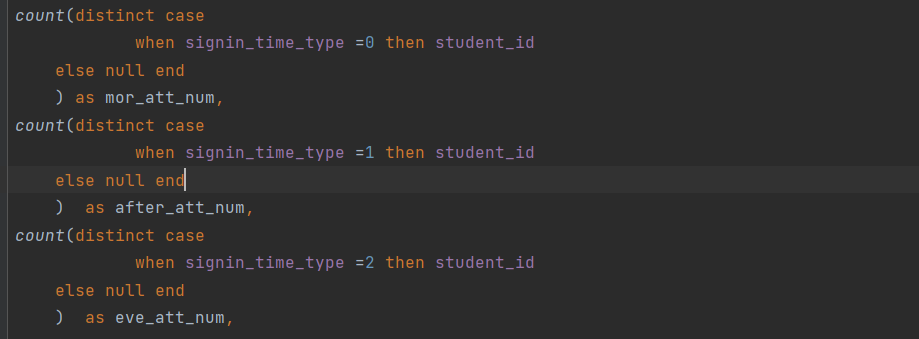 count(distinct case
when signin_time_type =0 then student_id
else null end
) as mor_att_num,
count(distinct case
when signin_time_type =1 then student_id
else null end
) as after_att_num,
count(distinct case
when signin_time_type =2 then student_id
else null end
) as eve_att_num,